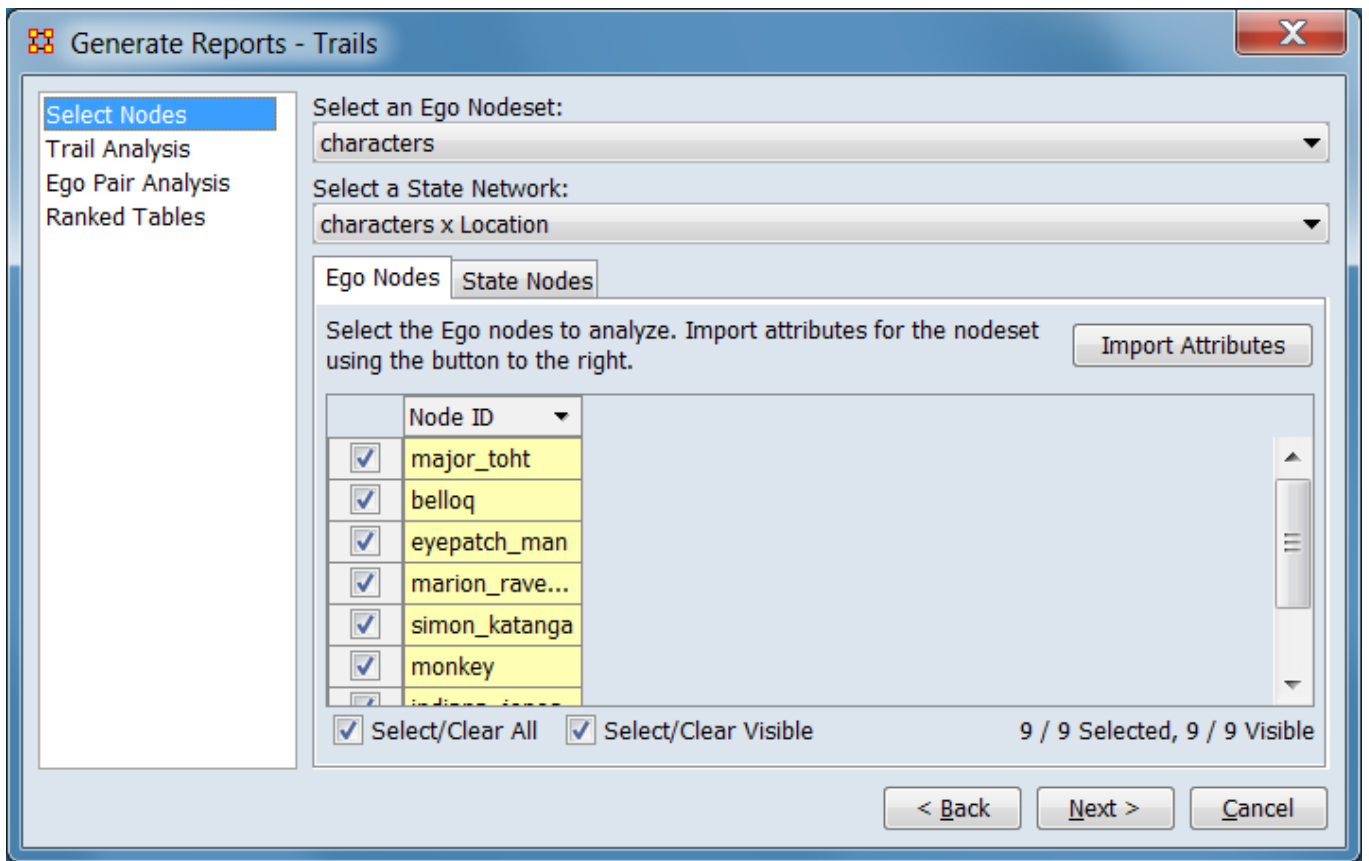 Generate Reports - Trails
Select Nodes
Trail Analysis
Ego Pair Analysis
Ranked Tables
Select an Ego Nodeset:
characters
Select a State Network:
characters x Location
Ego Nodes
State Nodes
Select the Ego nodes to analyze. Import attributes for the nodeset
using the button to the right.
Import Attributes
Node ID
major_toht
belloq
eyepatch_man
marion_rave...
simon_katanga
monkey
indiana_jones
Select/Clear All
Select/Clear Visible
9 / 9 Selected, 9 / 9 Visible
< Back
Next >
Cancel